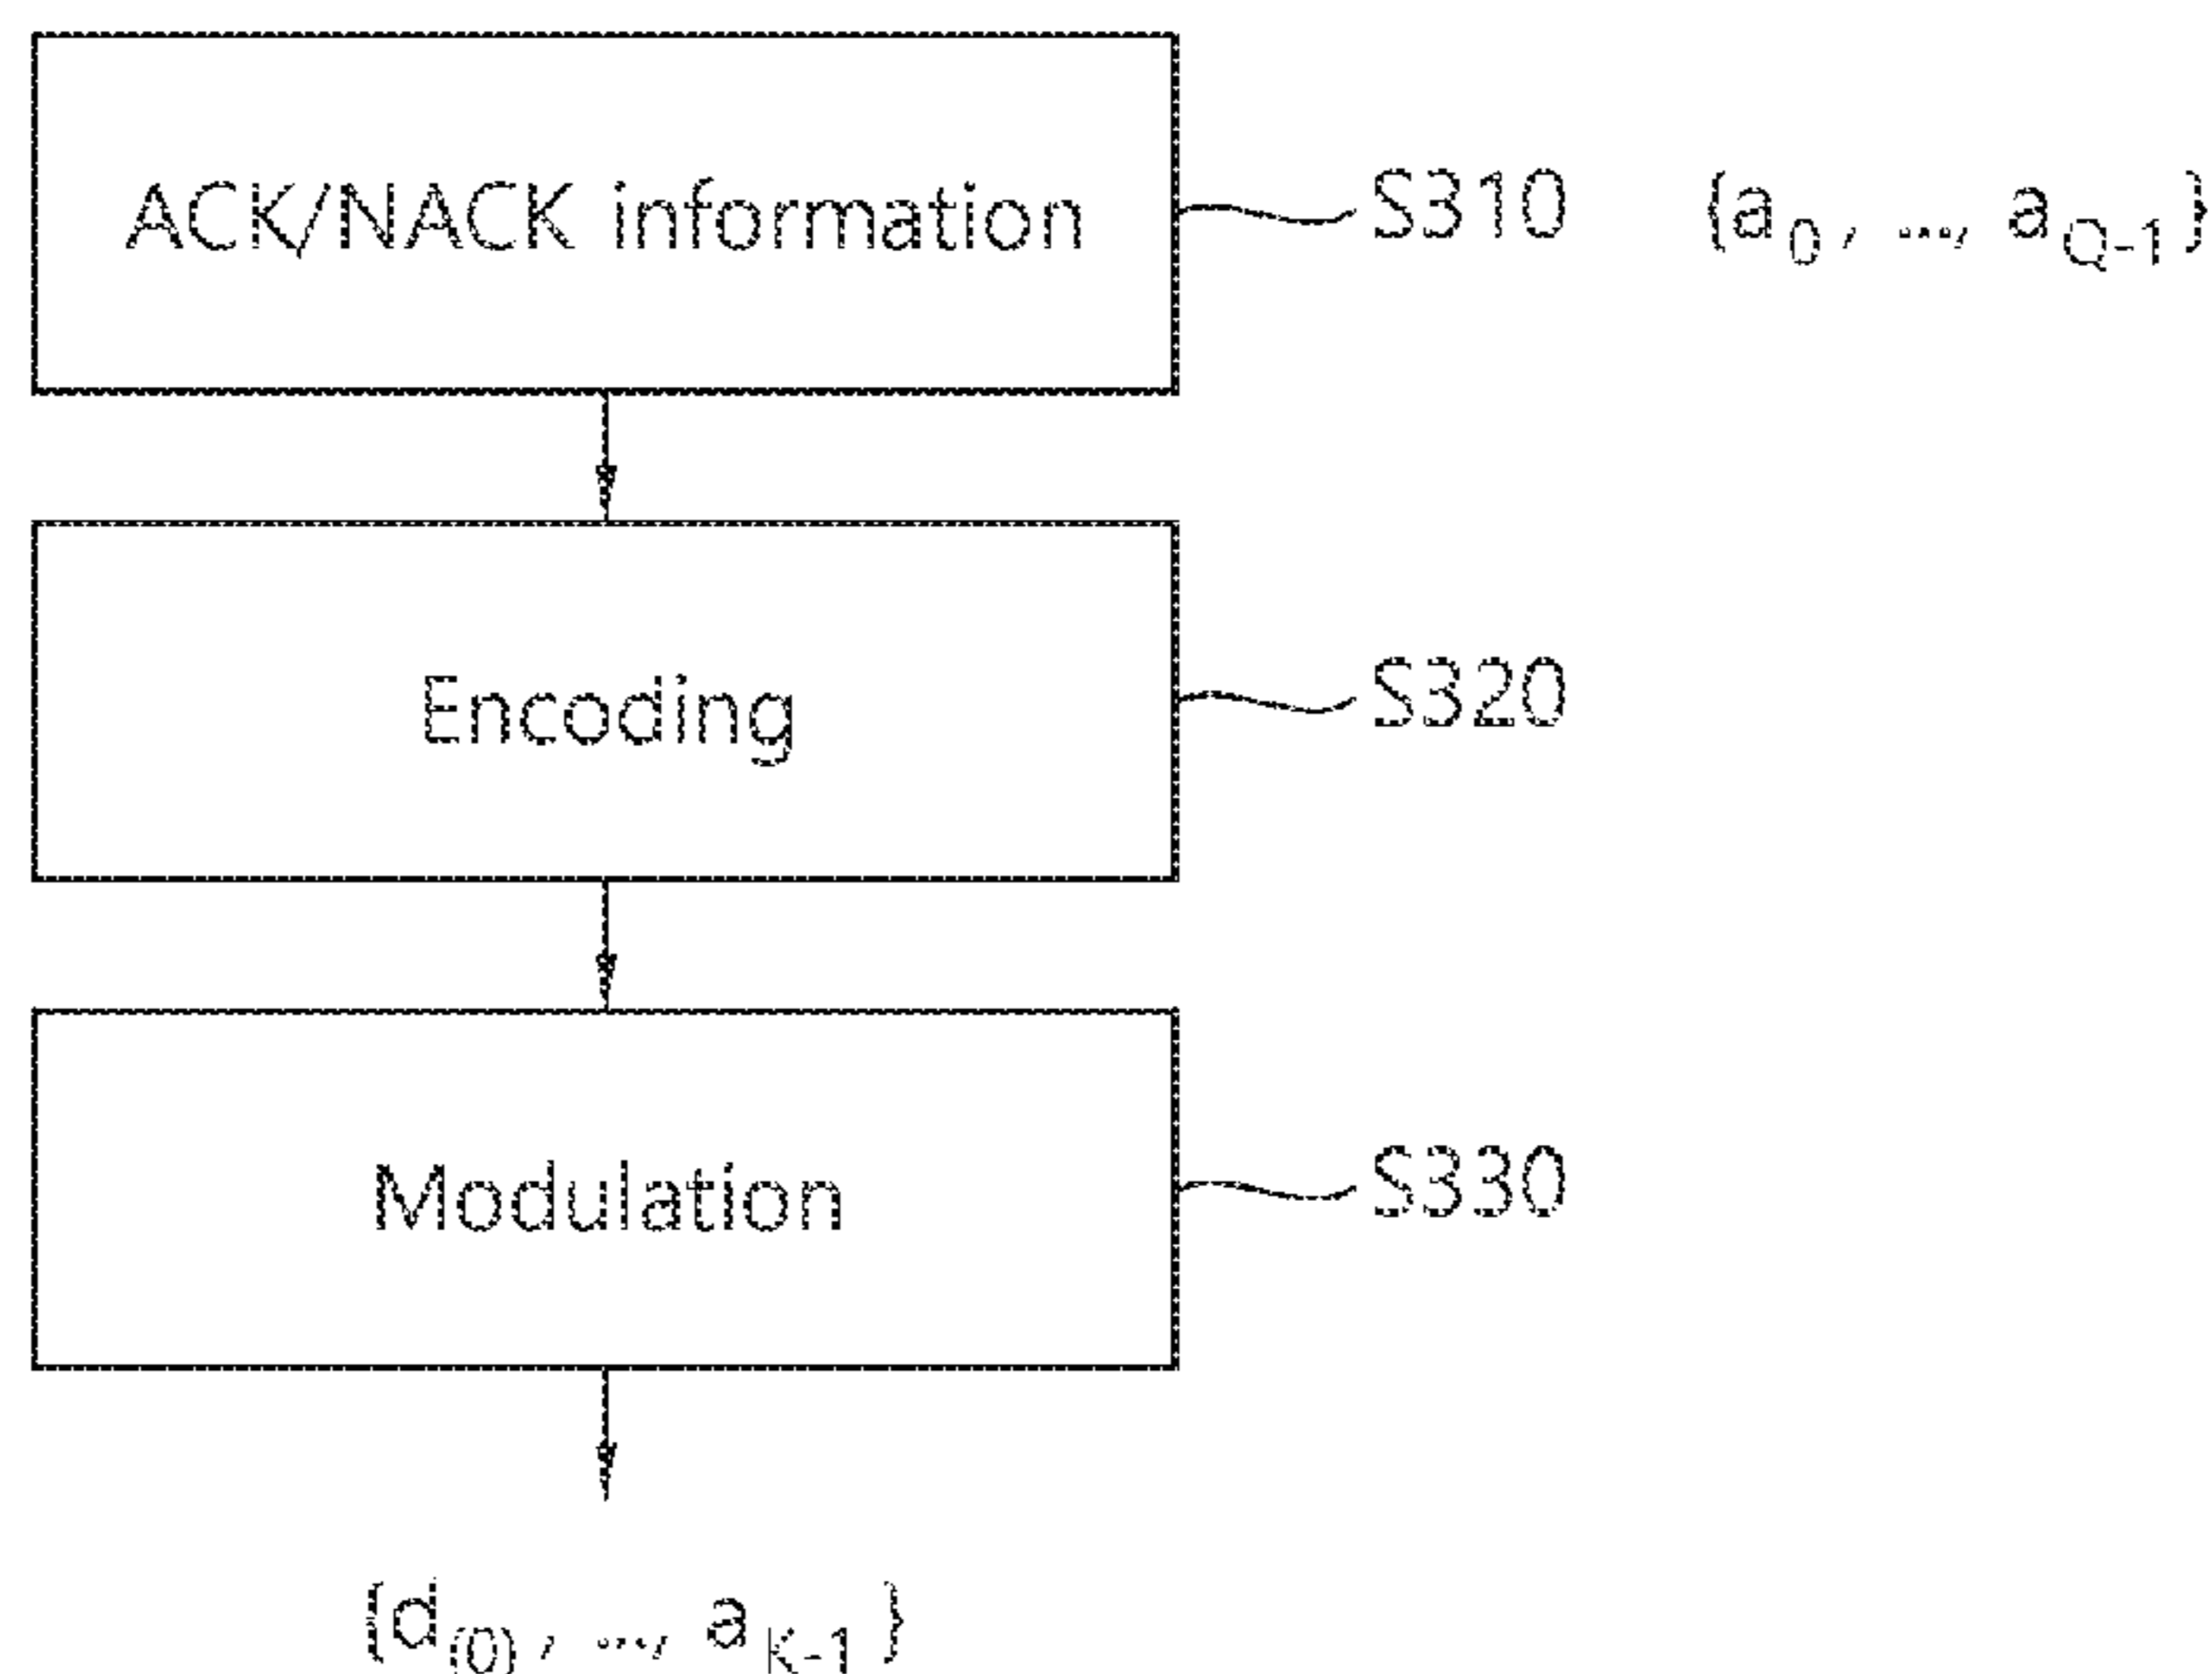 ACK/NACK information S310 {a0, ..., aQ-1}
Encoding S320
Modulation S330
{d(0), ..., aK-1}